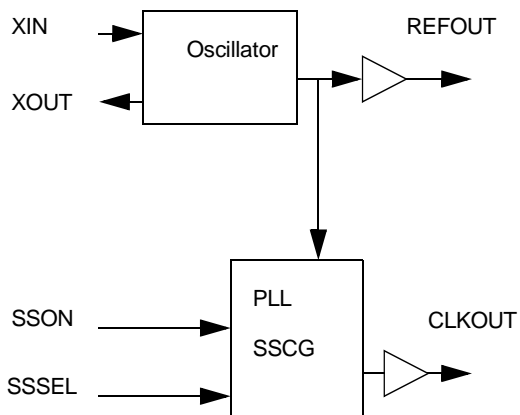 XIN
Oscillator
REFOUT
XOUT
PLL
SSON
SSCG
CLKOUT
SSSEL